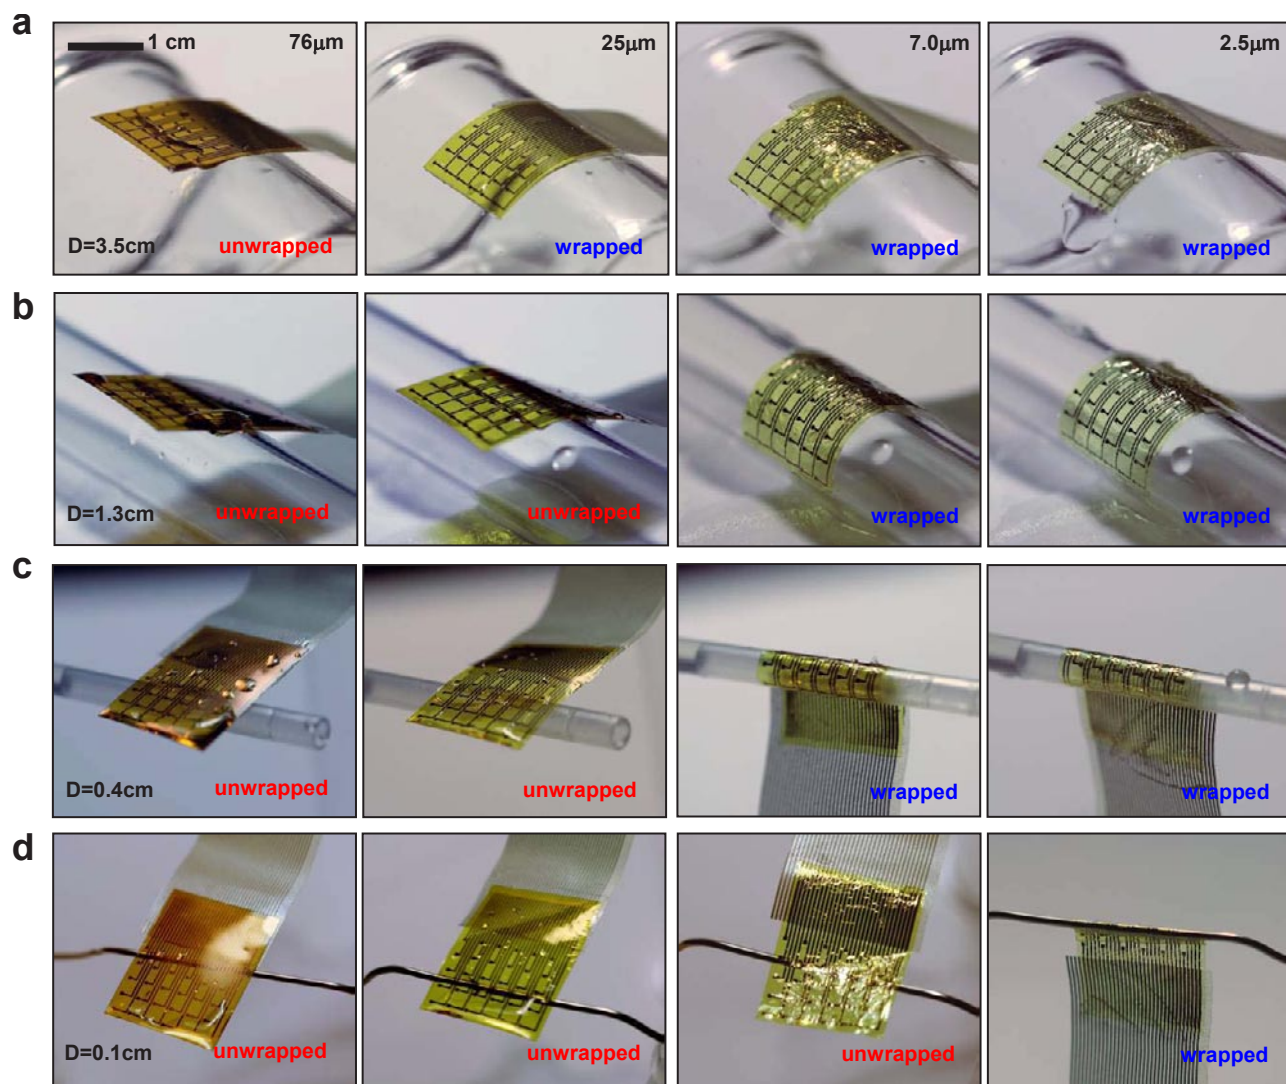 a
1 cm 76μm 25μm 7.0μm 2.5μm
D=3.5cm unwrapped wrapped wrapped wrapped
b
D=1.3cm unwrapped unwrapped wrapped wrapped
c
D=0.4cm unwrapped unwrapped wrapped wrapped
d
D=0.1cm unwrapped unwrapped unwrapped wrapped